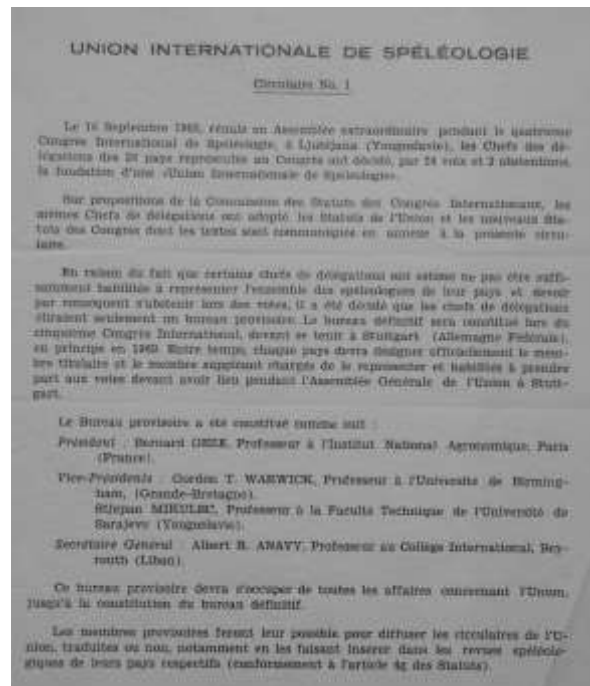 UNION INTERNATIONALE DE SPÉLÉOLOGIE
Circulaire No. 1
Le 16 Septembre 1965, réunis en Assemblée extraordinaire pendant le quatrième
Congrès International de Spéléologie, à Ljubljana (Yougoslavie), les Chefs des dé-
légations des pays représentés au Congrès ont décidé, par 24 voix et 2 abstentions,
la fondation d'une «Union Internationale de Spéléologie».
Sur propositions de la Commission des Statuts des Congrès Internationaux, les
mêmes Chefs de délégations ont adopté les Statuts de l'Union et les nouveaux Sta-
tuts des Congrès dont les textes sont communiqués en annexe à la présente circu-
laire.
En raison du fait que certains chefs de délégations ont estimé ne pas être suffi-
samment habilités à représenter l'ensemble des spéléologues de leur pays et devoir
par conséquent s'abstenir lors des votes, il a été décidé que les chefs de délégations
éliraient seulement un bureau provisoire. Le bureau définitif sera constitué lors du
cinquième Congrès International, devant se tenir à Stuttgart (Allemagne Fédérale),
en principe en 1969. Entre temps, chaque pays devra désigner officiellement le mem-
bre titulaire et le membre suppléant chargés de le représenter et habilités à prendre
part aux votes devant avoir lieu pendant l'Assemblée Générale de l'Union à Stutt-
gart.
Le Bureau provisoire a été constitué comme suit :
Président : Bernard GEZE, Professeur à l'Institut National Agronomique, Paris
(France).
Vice-Présidents : Gordon T. WARWICK, Professeur à l'Université de Birming-
ham, (Grande-Bretagne).
Stjepan MIKULEC, Professeur à la Faculté Technique de l'Université de
Sarajevo (Yougoslavie).
Secrétaire Général : Albert R. ANAVY, Professeur au Collège International, Bey-
routh (Liban).
Ce bureau provisoire devra s'occuper de toutes les affaires concernant l'Union,
jusqu'à la constitution du bureau définitif.
Les membres provisoires feront leur possible pour diffuser les circulaires de l'U-
nion, traduites ou non, notamment en les faisant insérer dans les revues spéléolo-
giques de leurs pays respectifs (conformément à l'article 4g des Statuts).